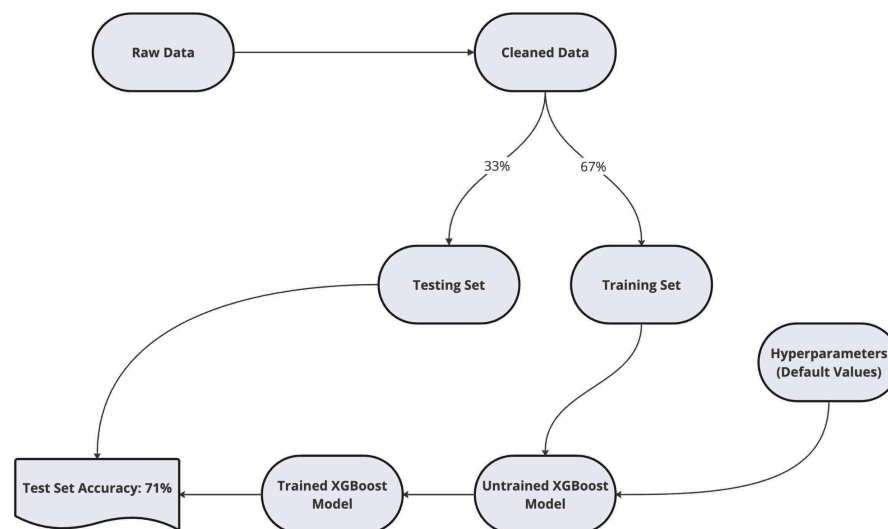 Raw Data
Cleaned Data
33%
67%
Testing Set
Training Set
Hyperparameters
(Default Values)
Test Set Accuracy: 71%
Trained XGBoost
Model
Untrained XGBoost
Model